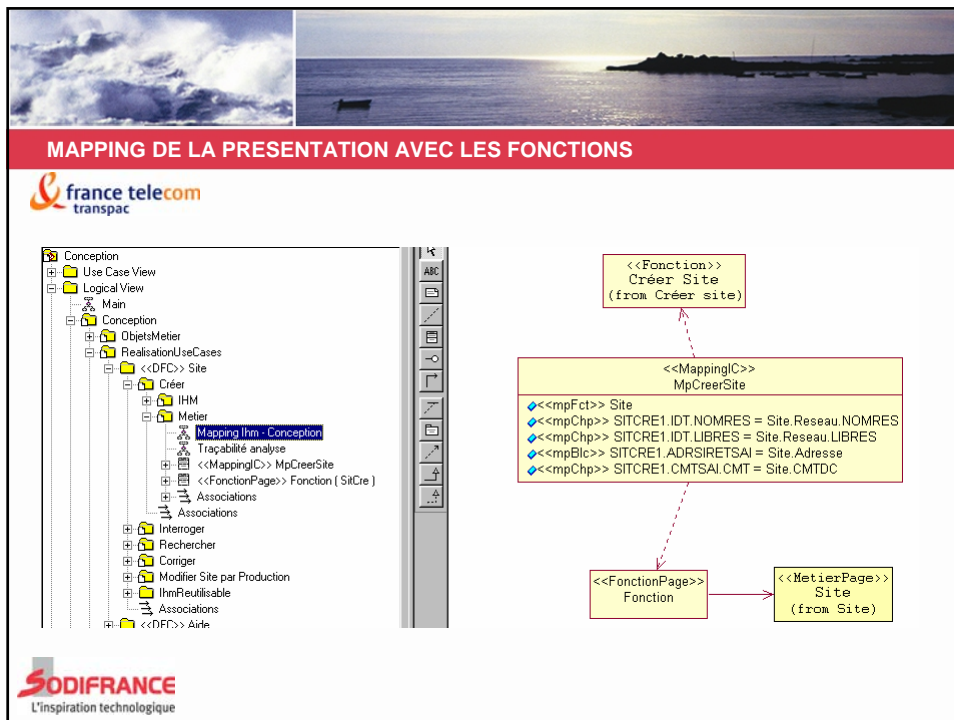 MAPPING DE LA PRESENTATION AVEC LES FONCTIONS
france telecom
transpac
Conception
Use Case View
Logical View
Main
Conception
ObjetsMetier
RealisationUseCases
<<DFC>> Site
Créer
IHM
Metier
Mapping Ihm - Conception
Traçabilité analyse
<<MappingIC>> MpCreerSite
<<FonctionPage>> Fonction ( SitCre )
Associations
Associations
Interroger
Rechercher
Corriger
Modifier Site par Production
IhmReutilisable
Associations
<<DFC>> Aide
ABC
<<Fonction>>
Créer Site
(from Créer site)
<<MappingIC>>
MpCreerSite
<<mpFct>> Site
<<mpChp>> SITCRE1.IDT.NOMRES = Site.Reseau.NOMRES
<<mpChp>> SITCRE1.IDT.LIBRES = Site.Reseau.LIBRES
<<mpBlc>> SITCRE1.ADRSIRETSAI = Site.Adresse
<<mpChp>> SITCRE1.CMTSAI.CMT = Site.CMTDC
<<FonctionPage>>
Fonction
<<MetierPage>>
Site
(from Site)
SODIFRANCE
L'inspiration technologique